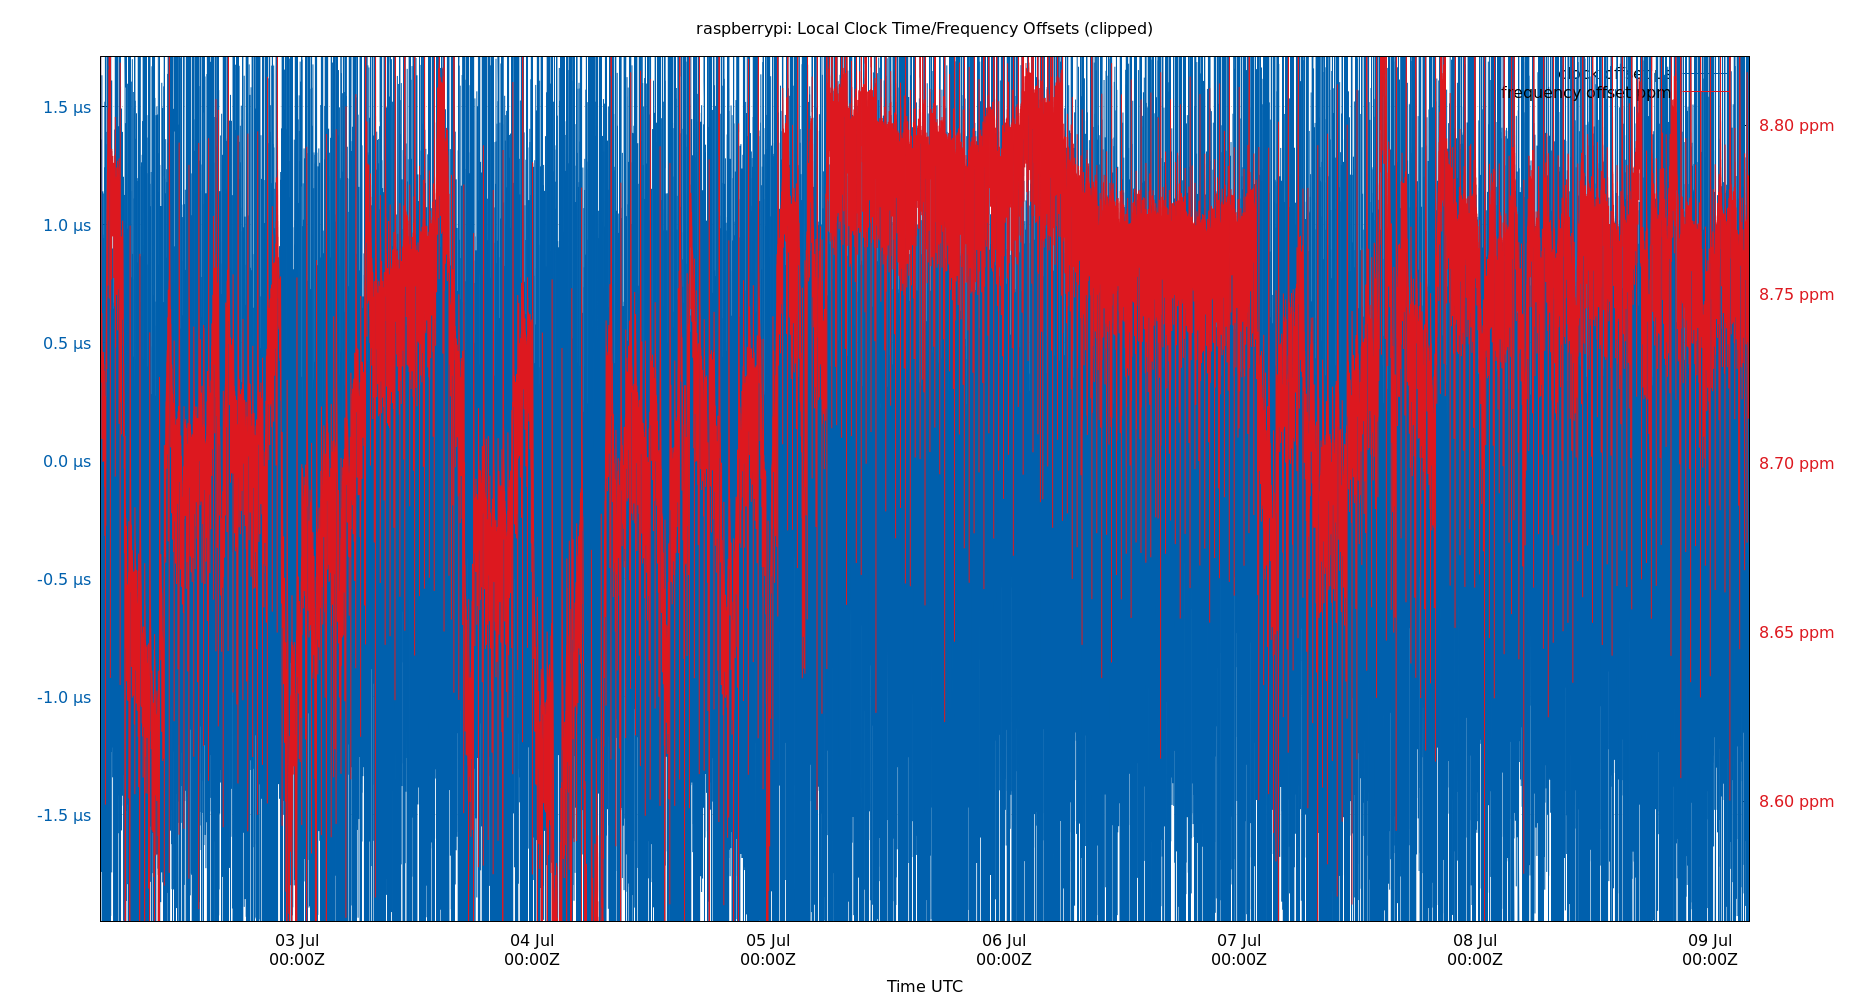 raspberrypi: Local Clock Time/Frequency Offsets (clipped)
frequency offset ppm
1.5 µs
1.0 µs
0.5 µs
0.0 µs
-0.5 µs
-1.0 µs
-1.5 µs
8.80 ppm
8.75 ppm
8.70 ppm
8.65 ppm
8.60 ppm
03 Jul 04 Jul 05 Jul 06 Jul 07 Jul 08 Jul 09 Jul
00:00Z 00:00Z 00:00Z 00:00Z 00:00Z 00:00Z 00:00Z
Time UTC